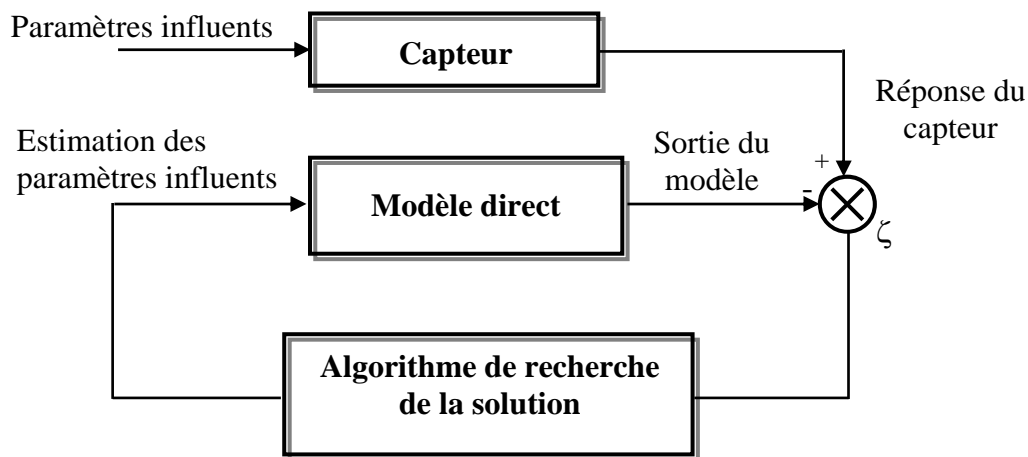 Paramètres influents
Capteur
Réponse du
capteur
Estimation des
paramètres influents
Sortie du
modèle
+
-
Modèle direct
ζ
Algorithme de recherche
de la solution